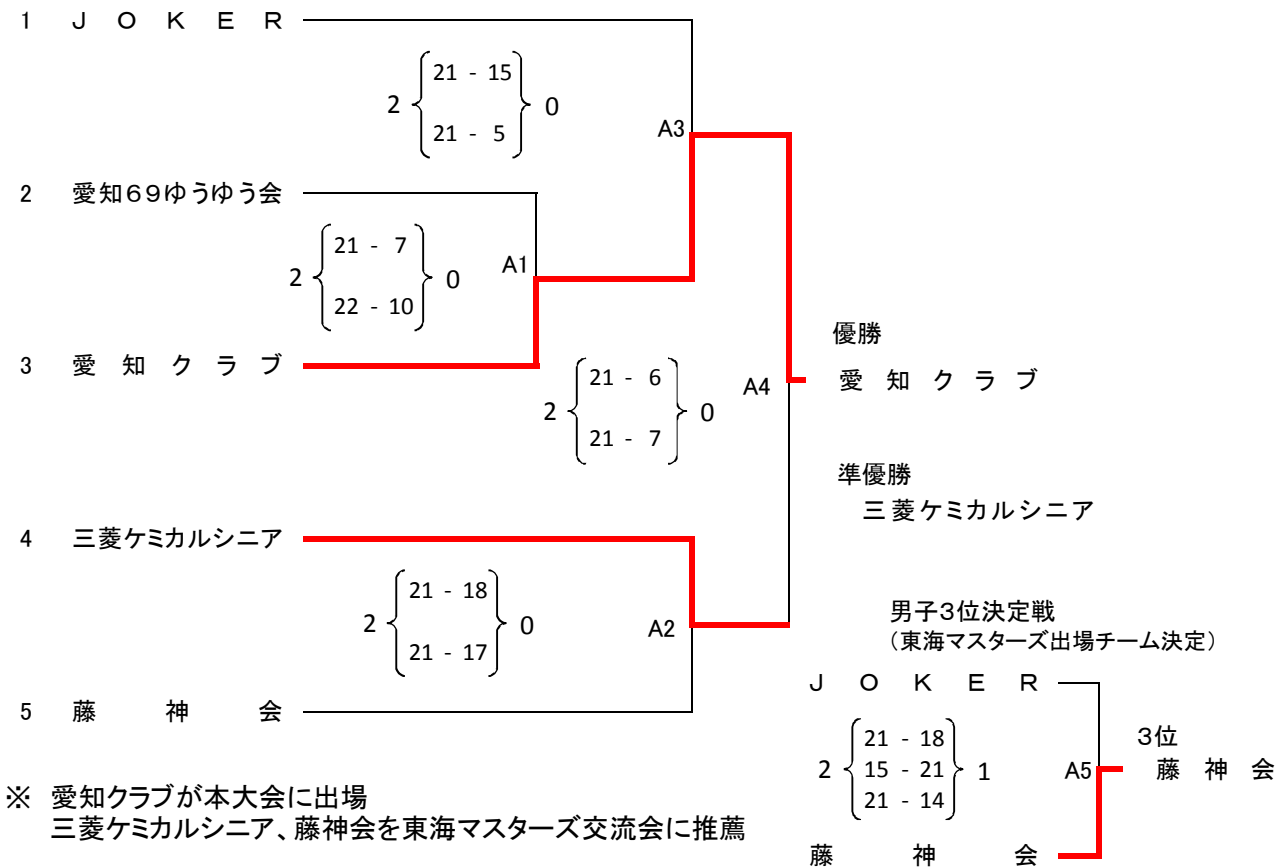 1 ＪＯＫＥＲ
2 { 21 - 15 } 0
21 - 5
A3
2 愛知６９ゆうゆう会
2 { 21 - 7 } 0
22 - 10
A1
3 愛知クラブ
2 { 21 - 6 } 0
21 - 7
A4
優勝
愛知クラブ
準優勝
三菱ケミカルシニア
4 三菱ケミカルシニア
2 { 21 - 18 } 0
21 - 17
A2
5 藤神会
男子３位決定戦
（東海マスターズ出場チーム決定）
ＪＯＫＥＲ
2 { 21 - 18 } 1
15 - 21
21 - 14
A5
３位
藤神会
藤神会
※ 愛知クラブが本大会に出場
三菱ケミカルシニア、藤神会を東海マスターズ交流会に推薦